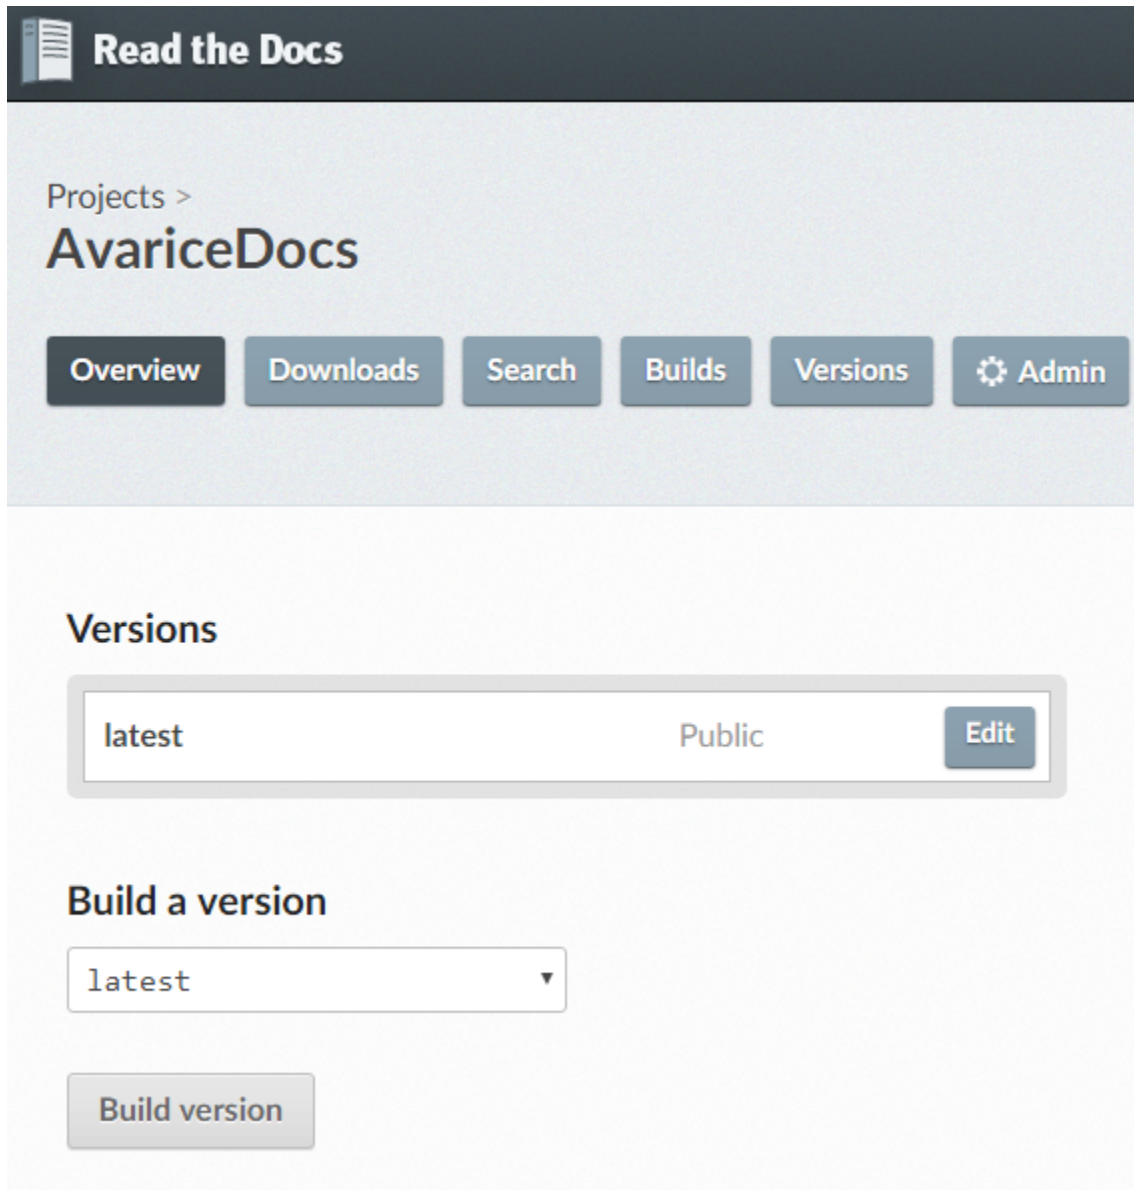 Read the Docs
Projects >
AvariceDocs
Overview Downloads Search Builds Versions Admin
Versions
latest Public Edit
Build a version
latest
Build version